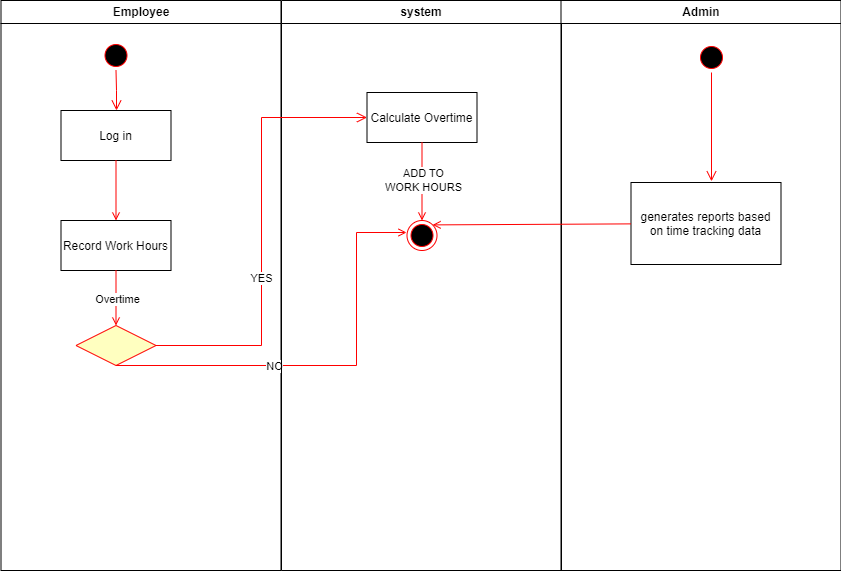 Employee
system
Admin
Log in
Calculate Overtime
ADD TO
WORK HOURS
generates reports based
on time tracking data
Record Work Hours
YES
Overtime
NO